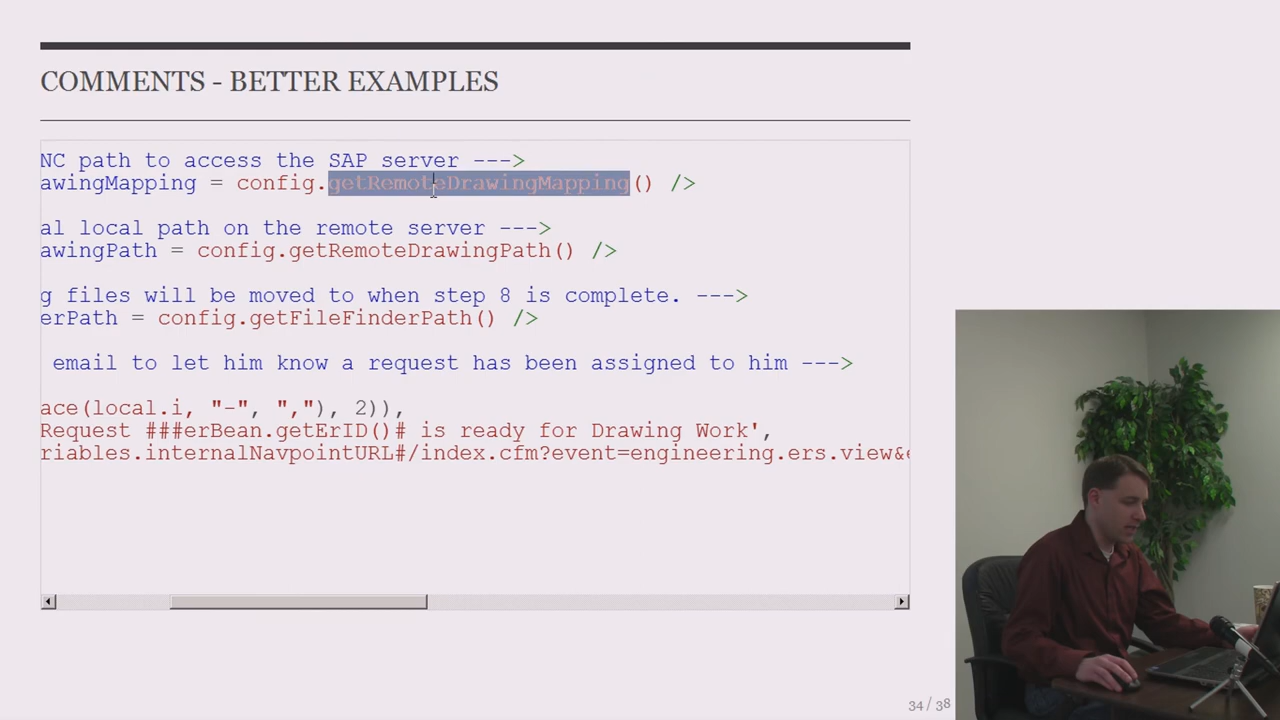 COMMENTS - BETTER EXAMPLES
NC path to access the SAP server --->
awingMapping = config.getRemoteDrawingMapping() />
al local path on the remote server --->
awingPath = config.getRemoteDrawingPath() />
g files will be moved to when step 8 is complete. --->
erPath = config.getFileFinderPath() />
email to let him know a request has been assigned to him --->
ace(local.i, "-", ","), 2)),
Request ###erBean.getErID()# is ready for Drawing Work',
riables.internalNavpointURL#/index.cfm?event=engineering.ers.view&e
34 / 38